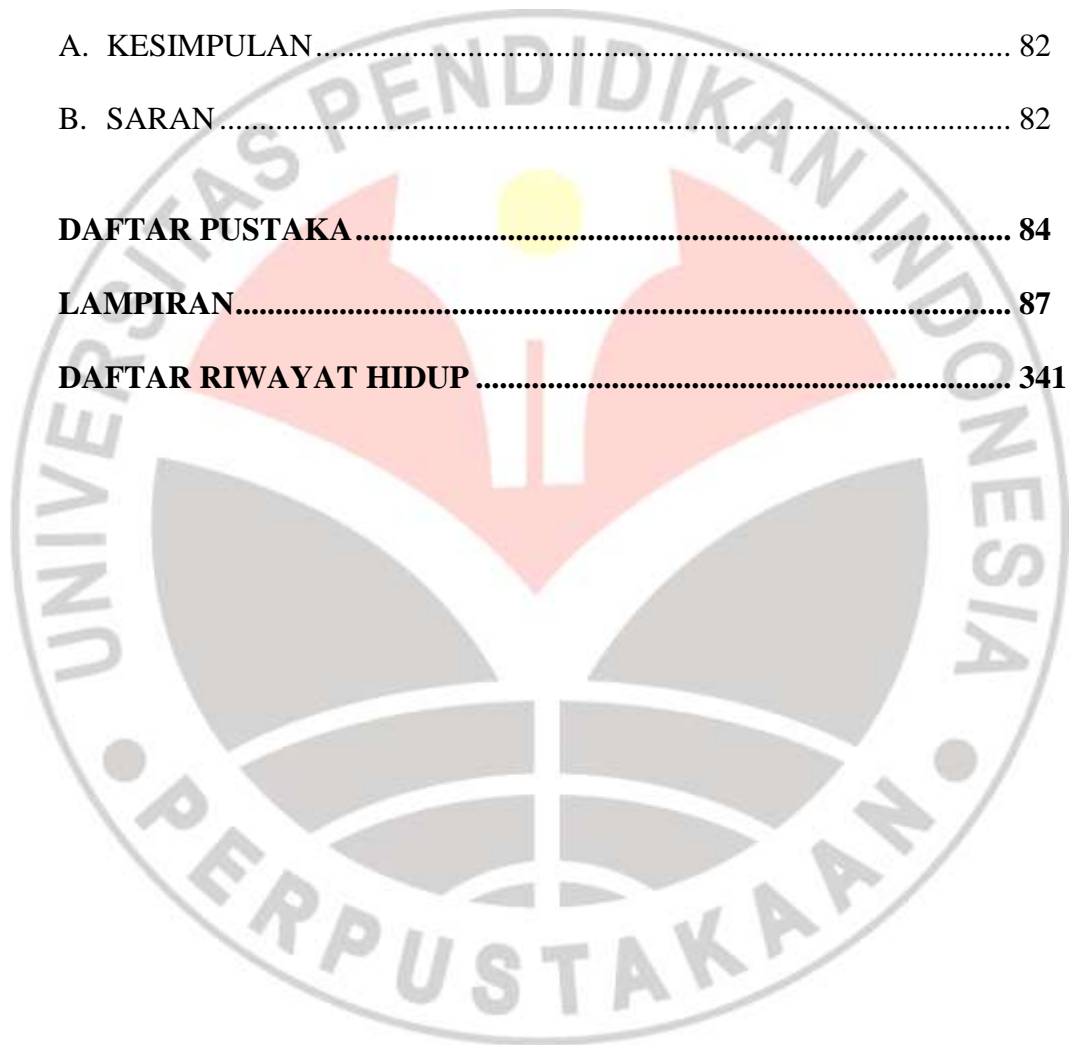 A. KESIMPULAN........................................................................................ 82
B. SARAN.................................................................................................... 82
DAFTAR PUSTAKA.................................................................................... 84
LAMPIRAN................................................................................................... 87
DAFTAR RIWAYAT HIDUP..................................................................... 341
UNIVERSITAS PENDIDIKAN INDONESIA
PERPUSTAKAAN